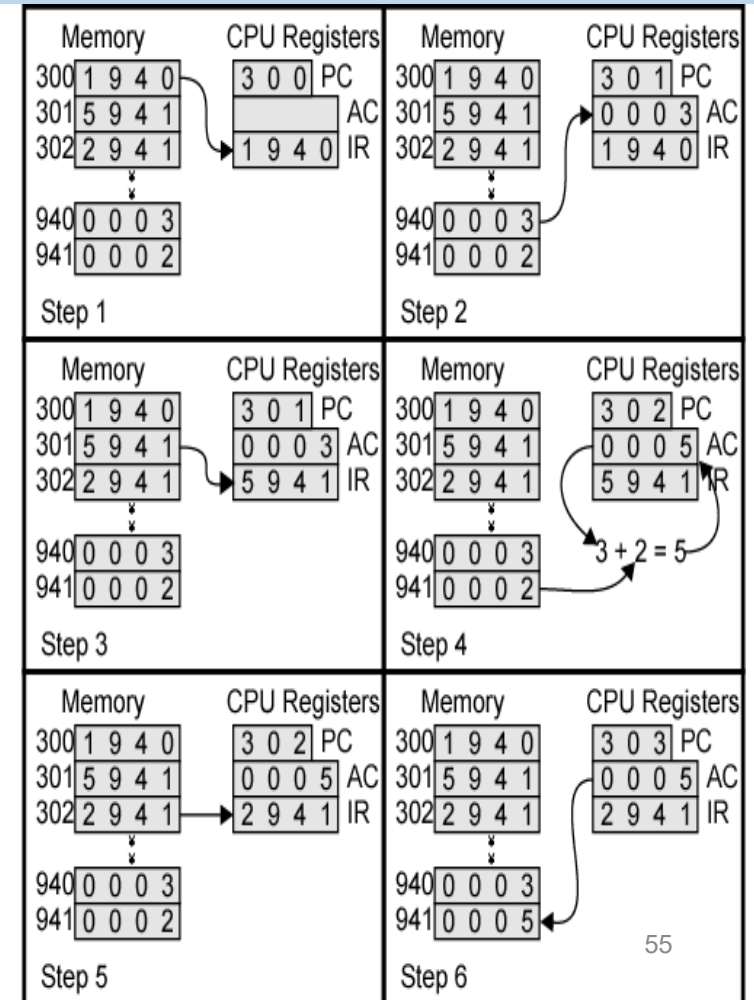 Memory CPU Registers
300 1 9 4 0 3 0 0 PC
301 5 9 4 1 AC
302 2 9 4 1 1 9 4 0 IR
940 0 0 0 3
941 0 0 0 2
Step 1
Memory CPU Registers
300 1 9 4 0 3 0 1 PC
301 5 9 4 1 0 0 0 3 AC
302 2 9 4 1 1 9 4 0 IR
940 0 0 0 3
941 0 0 0 2
Step 2
Memory CPU Registers
300 1 9 4 0 3 0 1 PC
301 5 9 4 1 0 0 0 3 AC
302 2 9 4 1 5 9 4 1 IR
940 0 0 0 3
941 0 0 0 2
Step 3
Memory CPU Registers
300 1 9 4 0 3 0 2 PC
301 5 9 4 1 0 0 0 5 AC
302 2 9 4 1 5 9 4 1 IR
940 0 0 0 3 3 + 2 = 5
941 0 0 0 2
Step 4
Memory CPU Registers
300 1 9 4 0 3 0 2 PC
301 5 9 4 1 0 0 0 5 AC
302 2 9 4 1 2 9 4 1 IR
940 0 0 0 3
941 0 0 0 2
Step 5
Memory CPU Registers
300 1 9 4 0 3 0 3 PC
301 5 9 4 1 0 0 0 5 AC
302 2 9 4 1 2 9 4 1 IR
940 0 0 0 3
941 0 0 0 5
55
Step 6